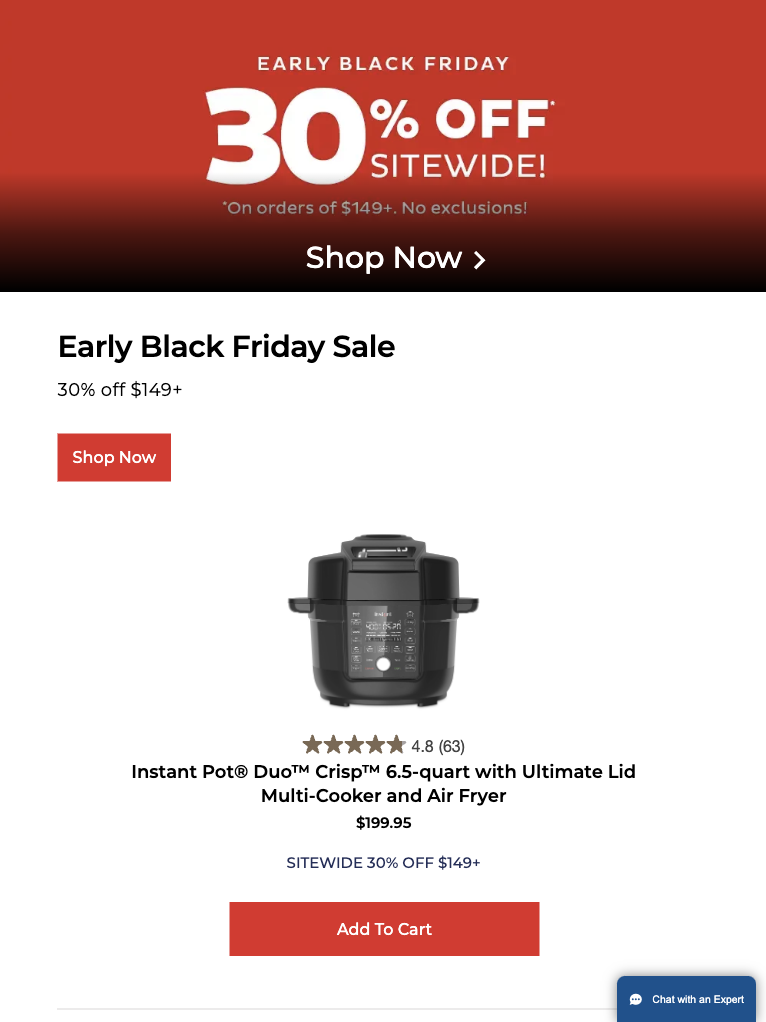 EARLY BLACK FRIDAY
30% OFF*
SITEWIDE!
*On orders of $149+. No exclusions!
Shop Now >
Early Black Friday Sale
30% off $149+
Shop Now
4.8 (63)
Instant Pot® Duo™ Crisp™ 6.5-quart with Ultimate Lid
Multi-Cooker and Air Fryer
$199.95
SITEWIDE 30% OFF $149+
Add To Cart
Chat with an Expert